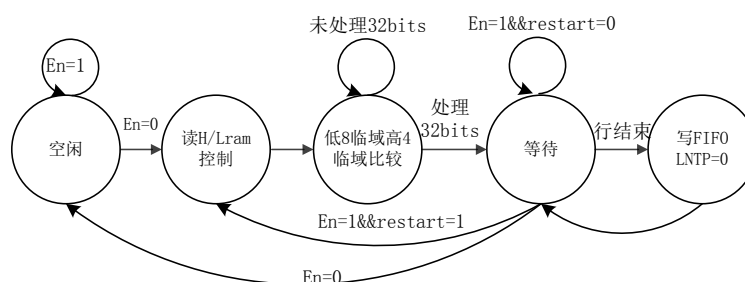 未处理32bits
En=1&&restart=0
En=1
空闲
En=0
读H/Lram
控制
低8临域高4
临域比较
处理
32bits
等待
行结束
写FIFO
LNTP=0
En=1&&restart=1
En=0